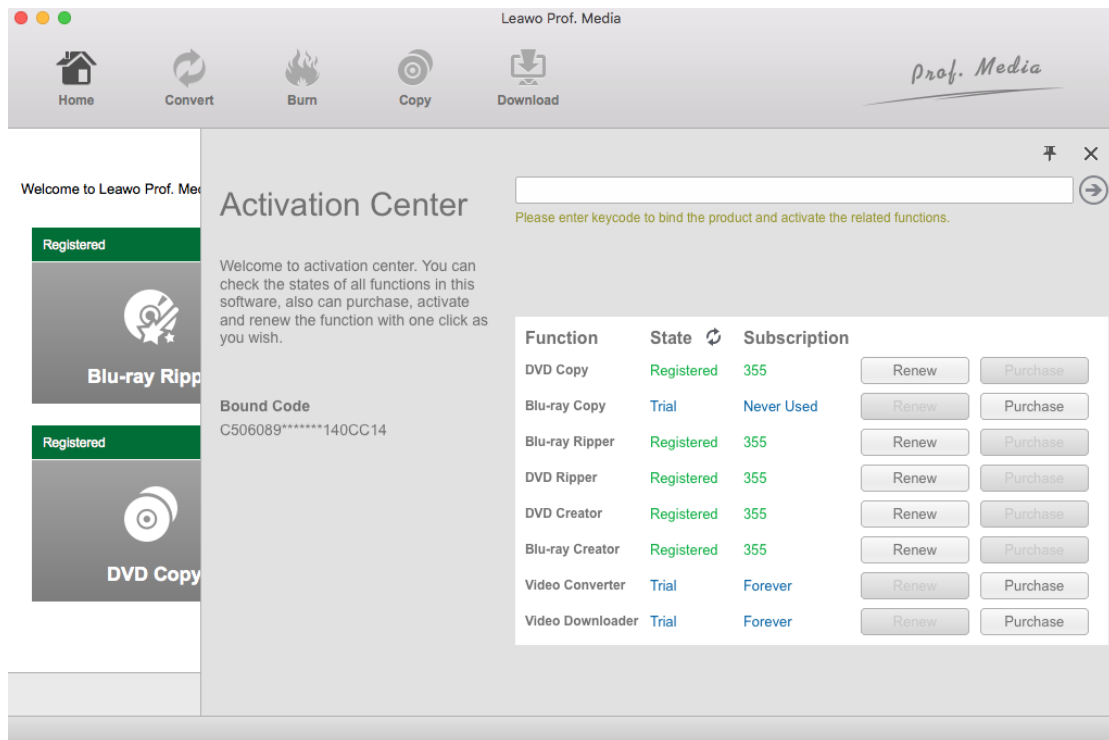 Leawo Prof. Media
Home
Convert
Burn
Copy
Download
Prof. Media
Welcome to Leawo Prof. Med
Registered
Blu-ray Ripp
Registered
DVD Copy
Activation Center
Welcome to activation center. You can
check the states of all functions in this
software, also can purchase, activate
and renew the function with one click as
you wish.
Bound Code
C506089*******140CC14
Please enter keycode to bind the product and activate the related functions.
Function State Subscription
DVD Copy Registered 355 Renew Purchase
Blu-ray Copy Trial Never Used Renew Purchase
Blu-ray Ripper Registered 355 Renew Purchase
DVD Ripper Registered 355 Renew Purchase
DVD Creator Registered 355 Renew Purchase
Blu-ray Creator Registered 355 Renew Purchase
Video Converter Trial Forever Renew Purchase
Video Downloader Trial Forever Renew Purchase